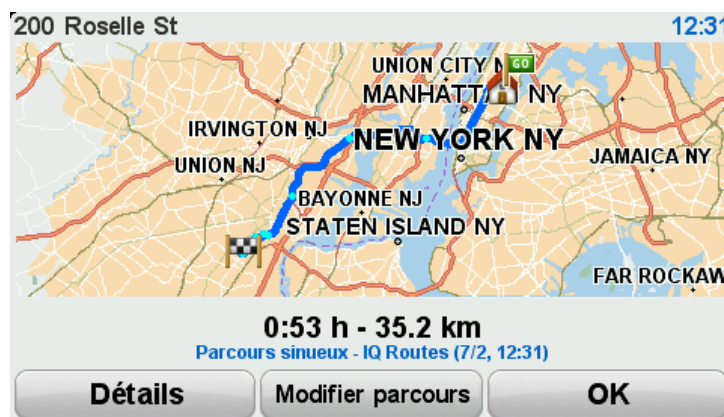 200 Roselle St 12:31
UNION CITY N
GO
MANHATTAN NY
IRVINGTON NJ
NEW YORK NY
UNION NJ
JAMAICA NY
BAYONNE NJ
STATEN ISLAND NY
FAR ROCKAW
0:53 h - 35.2 km
Parcours sinueux - IQ Routes (7/2, 12:31)
Détails Modifier parcours OK